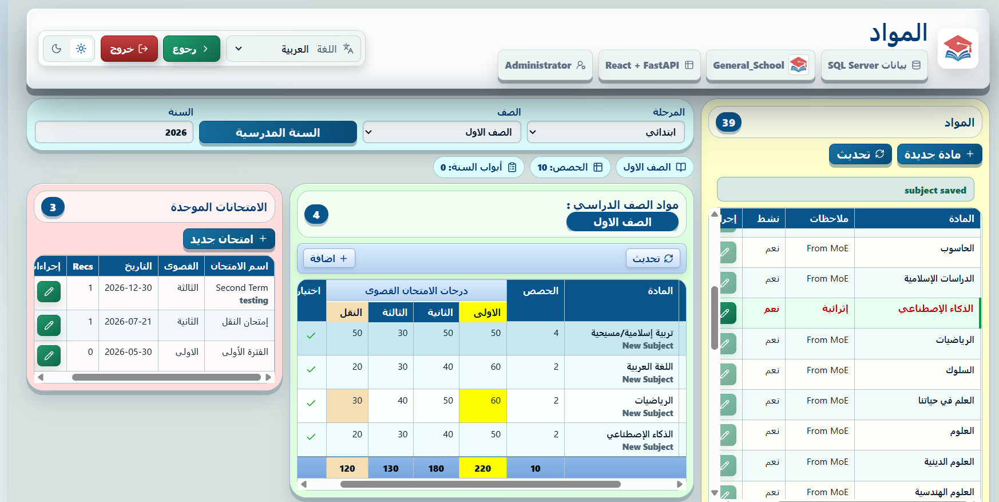 المواد
بيانات SQL Server
General_School
React + FastAPI
Administrator
اللغة
العربية
رجوع
خروج
المواد
39
مادة جديدة
تحديث
subject saved
المادة ملاحظات نشط
الحاسوب From MoE نعم
الدراسات الإسلامية From MoE نعم
الذكاء الإصطناعي إثرائية نعم
الرياضيات From MoE نعم
السلوك From MoE نعم
العلم في حياتنا From MoE نعم
العلوم From MoE نعم
العلوم الدينية From MoE نعم
العلوم الهندسية From MoE نعم
المرحلة
ابتدائي
الصف
الصف الاول
السنة المدرسية
السنة
2026
الصف الاول
الحصص: 10
أبواب السنة: 0
مواد الصف الدراسي :
الصف الاول
4
تحديث
اضافة
المادة الحصص درجات الامتحان القصوى اختيار
الاولى الثانية الثالثة النقل
تربية إسلامية/مسيحية 4 50 50 30 50
New Subject
اللغة العربية 2 60 40 30 20
New Subject
الرياضيات 2 60 50 40 30
New Subject
الذكاء الإصطناعي 2 50 40 30 20
New Subject
10 220 180 130 120
الامتحانات الموحدة
3
امتحان جديد
اسم الامتحان القصوى التاريخ Recs
Second Term الثالثة 2026-12-30 1
testing
إمتحان النقل الثانية 2026-07-21 1
الفترة الأولى الاولى 2026-05-30 0